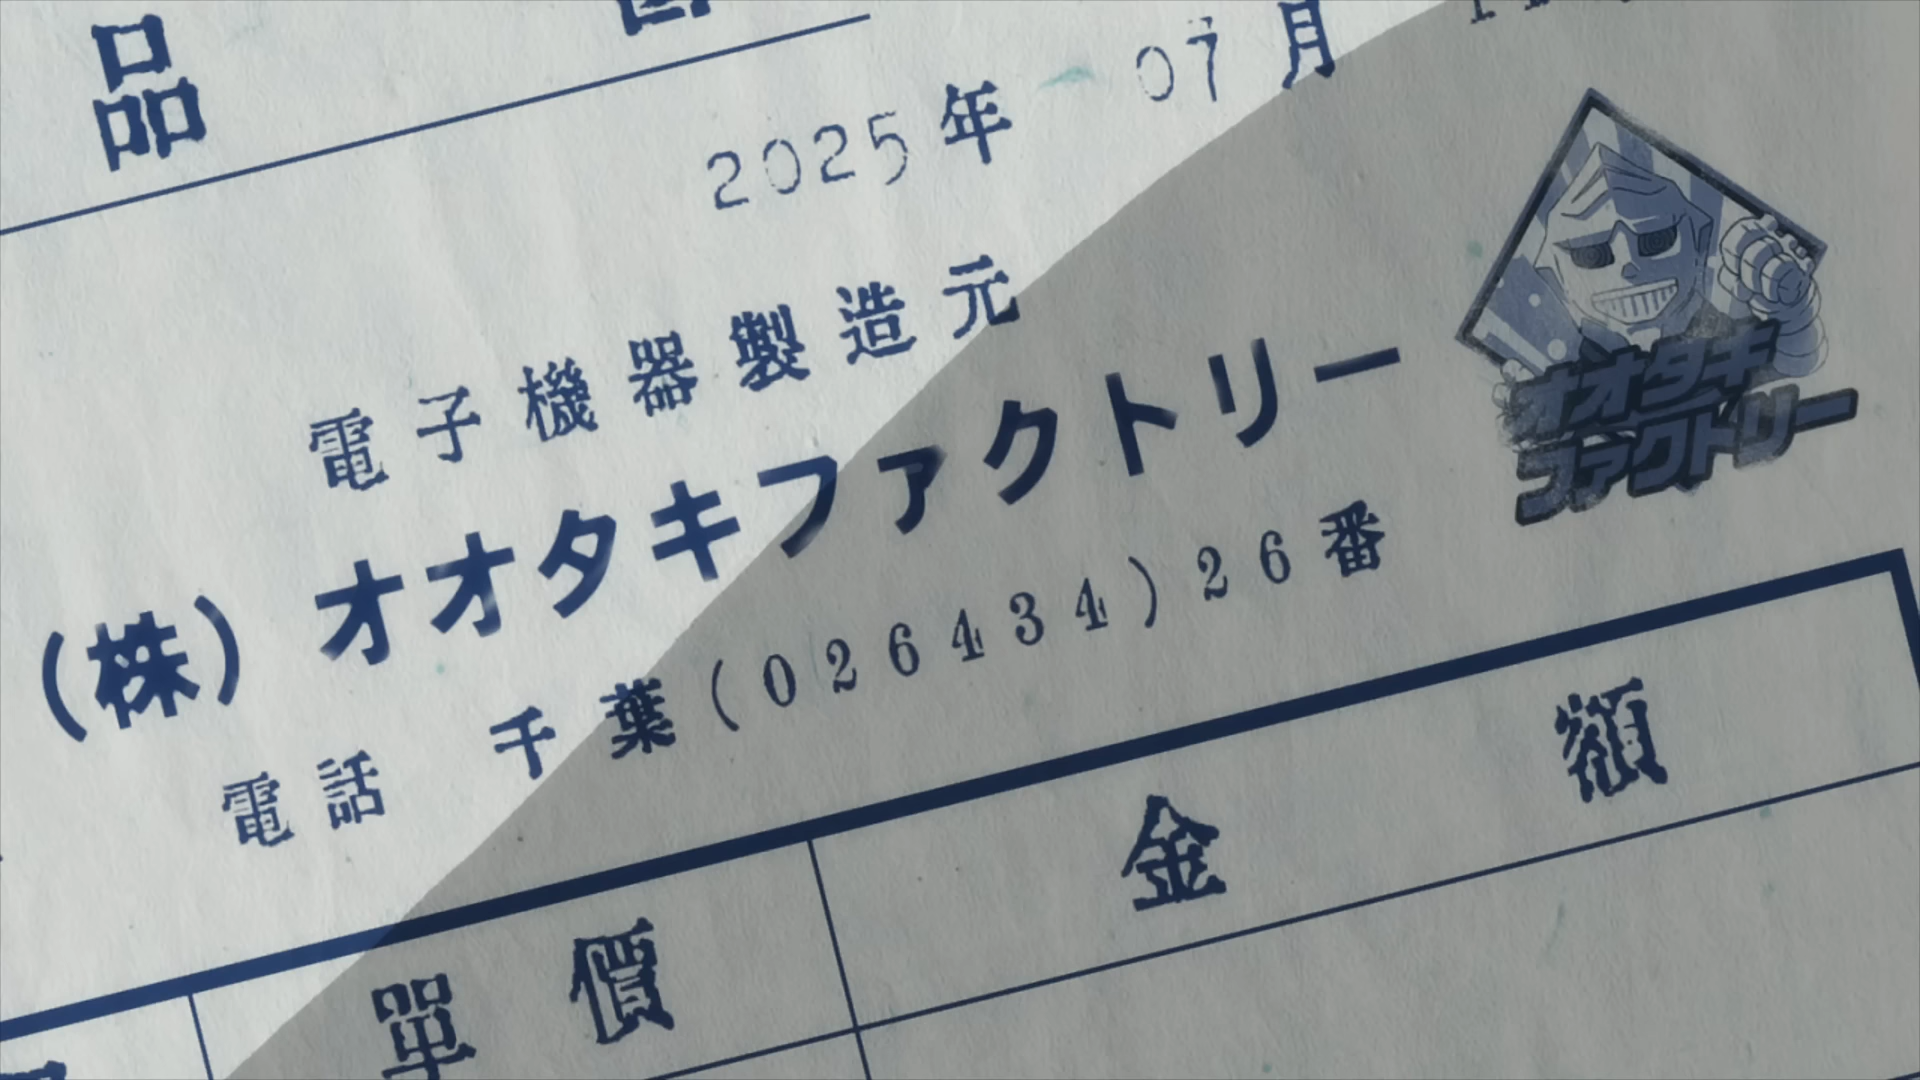 品
2025年 07月
電子機器製造元
(株)オオタキファクトリー
オオタキ
ファクトリー
電話 千葉(026434)26番
單價 金額